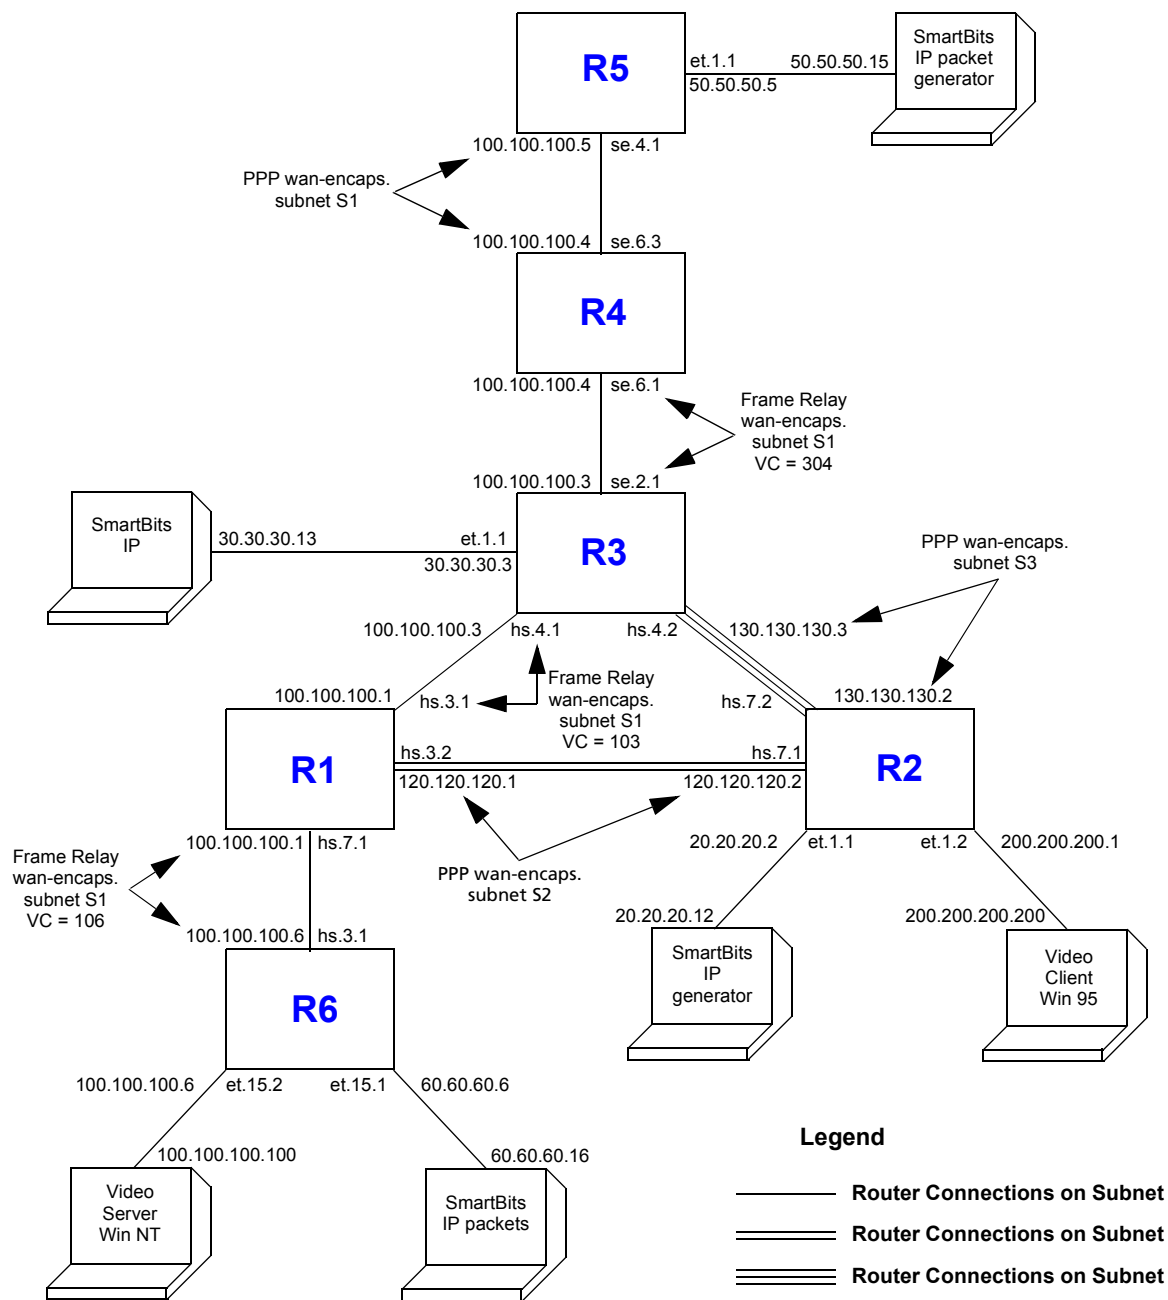 SmartBits
IP packet
generator
R5
et.1.1
50.50.50.15
50.50.50.5
100.100.100.5
se.4.1
PPP wan-encaps.
subnet S1
100.100.100.4
se.6.3
R4
100.100.100.4
se.6.1
Frame Relay
wan-encaps.
subnet S1
VC = 304
100.100.100.3
se.2.1
SmartBits
IP
30.30.30.13
et.1.1
30.30.30.3
R3
PPP wan-encaps.
subnet S3
100.100.100.3
hs.4.1
hs.4.2
130.130.130.3
100.100.100.1
hs.3.1
Frame Relay
wan-encaps.
subnet S1
VC = 103
hs.7.2
130.130.130.2
R1
hs.3.2
hs.7.1
R2
120.120.120.1
120.120.120.2
100.100.100.1
hs.7.1
Frame Relay
wan-encaps.
subnet S1
VC = 106
PPP wan-encaps.
subnet S2
20.20.20.2
et.1.1
et.1.2
200.200.200.1
100.100.100.6
hs.3.1
20.20.20.12
200.200.200.200
R6
SmartBits
IP
generator
Video
Client
Win 95
100.100.100.6
et.15.2
et.15.1
60.60.60.6
100.100.100.100
60.60.60.16
Video
Server
Win NT
SmartBits
IP packets
Legend
Router Connections on Subnet
Router Connections on Subnet
Router Connections on Subnet